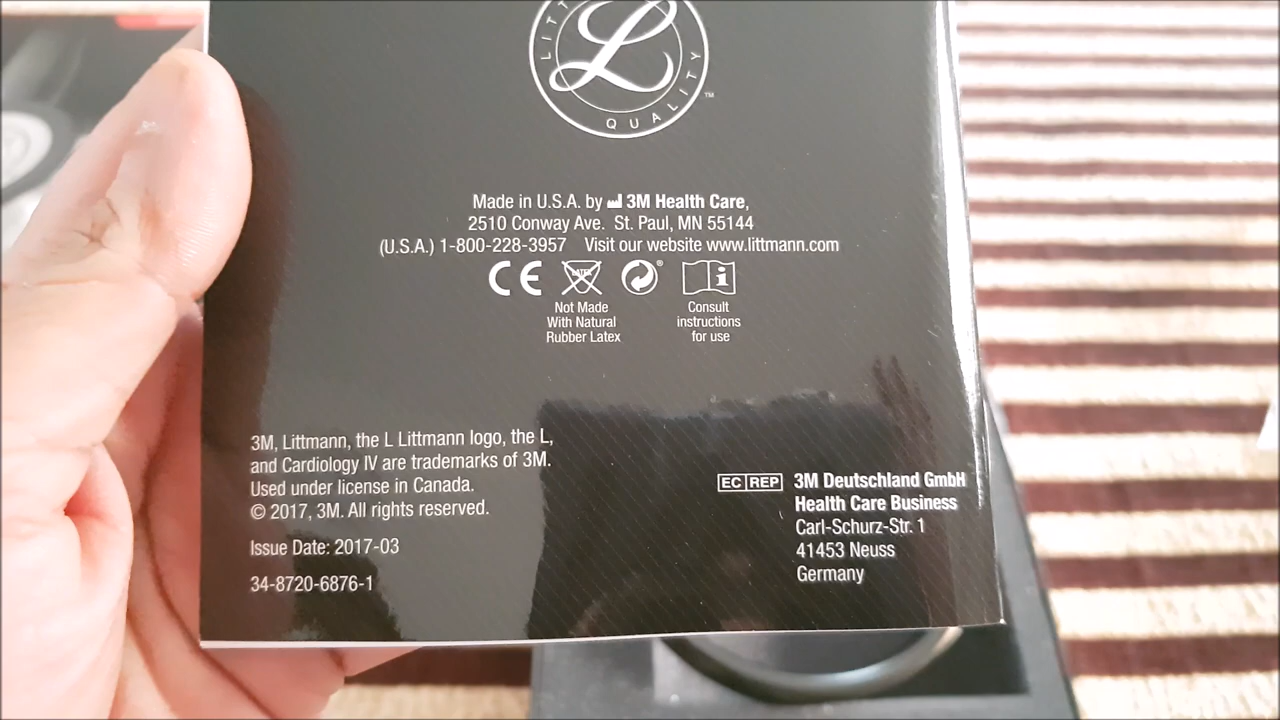 LITT
L
QUALITY
™
Made in U.S.A. by 3M Health Care,
2510 Conway Ave. St. Paul, MN 55144
(U.S.A.) 1-800-228-3957 Visit our website www.littmann.com
CE LATEX ®
Not Made
With Natural
Rubber Latex
Consult
instructions
for use
3M, Littmann, the L Littmann logo, the L,
and Cardiology IV are trademarks of 3M.
Used under license in Canada.
© 2017, 3M. All rights reserved.
Issue Date: 2017-03
34-8720-6876-1
EC REP 3M Deutschland GmbH
Health Care Business
Carl-Schurz-Str. 1
41453 Neuss
Germany